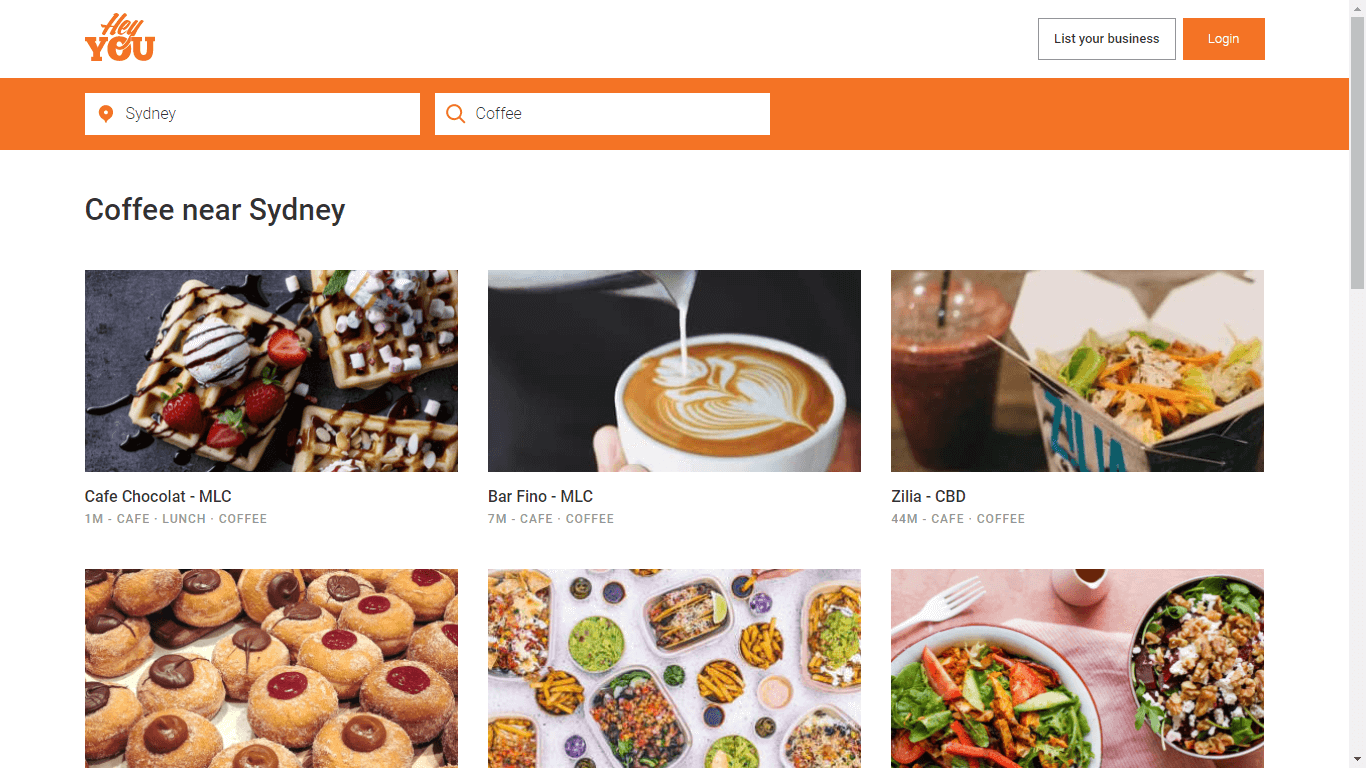 Hey
YOU
List your business
Login
Sydney
Coffee
Coffee near Sydney
Cafe Chocolat - MLC
1M - CAFE · LUNCH · COFFEE
Bar Fino - MLC
7M - CAFE · COFFEE
ZILIA
Zilia - CBD
44M - CAFE · COFFEE